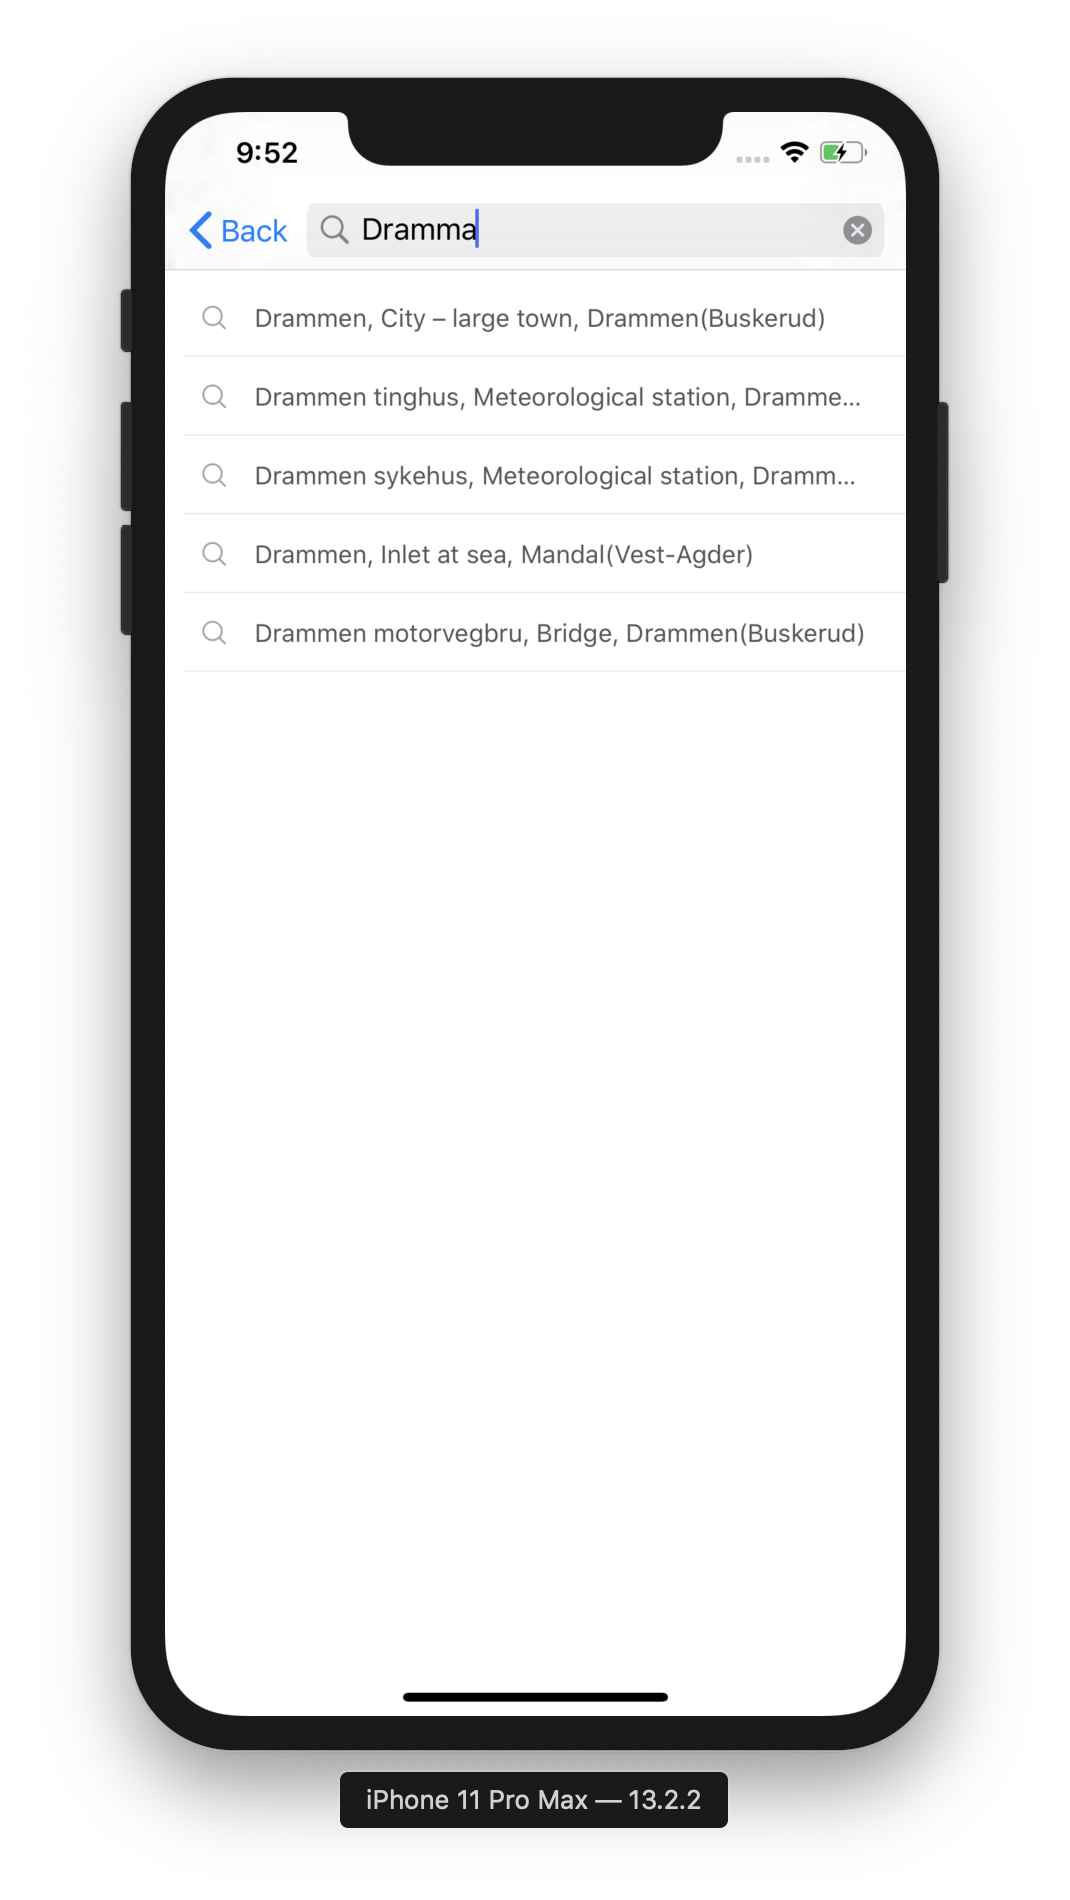 9:52
Back
Dramma
Drammen, City – large town, Drammen(Buskerud)
Drammen tinghus, Meteorological station, Dramme...
Drammen sykehus, Meteorological station, Dramm...
Drammen, Inlet at sea, Mandal(Vest-Agder)
Drammen motorvegbru, Bridge, Drammen(Buskerud)
iPhone 11 Pro Max — 13.2.2